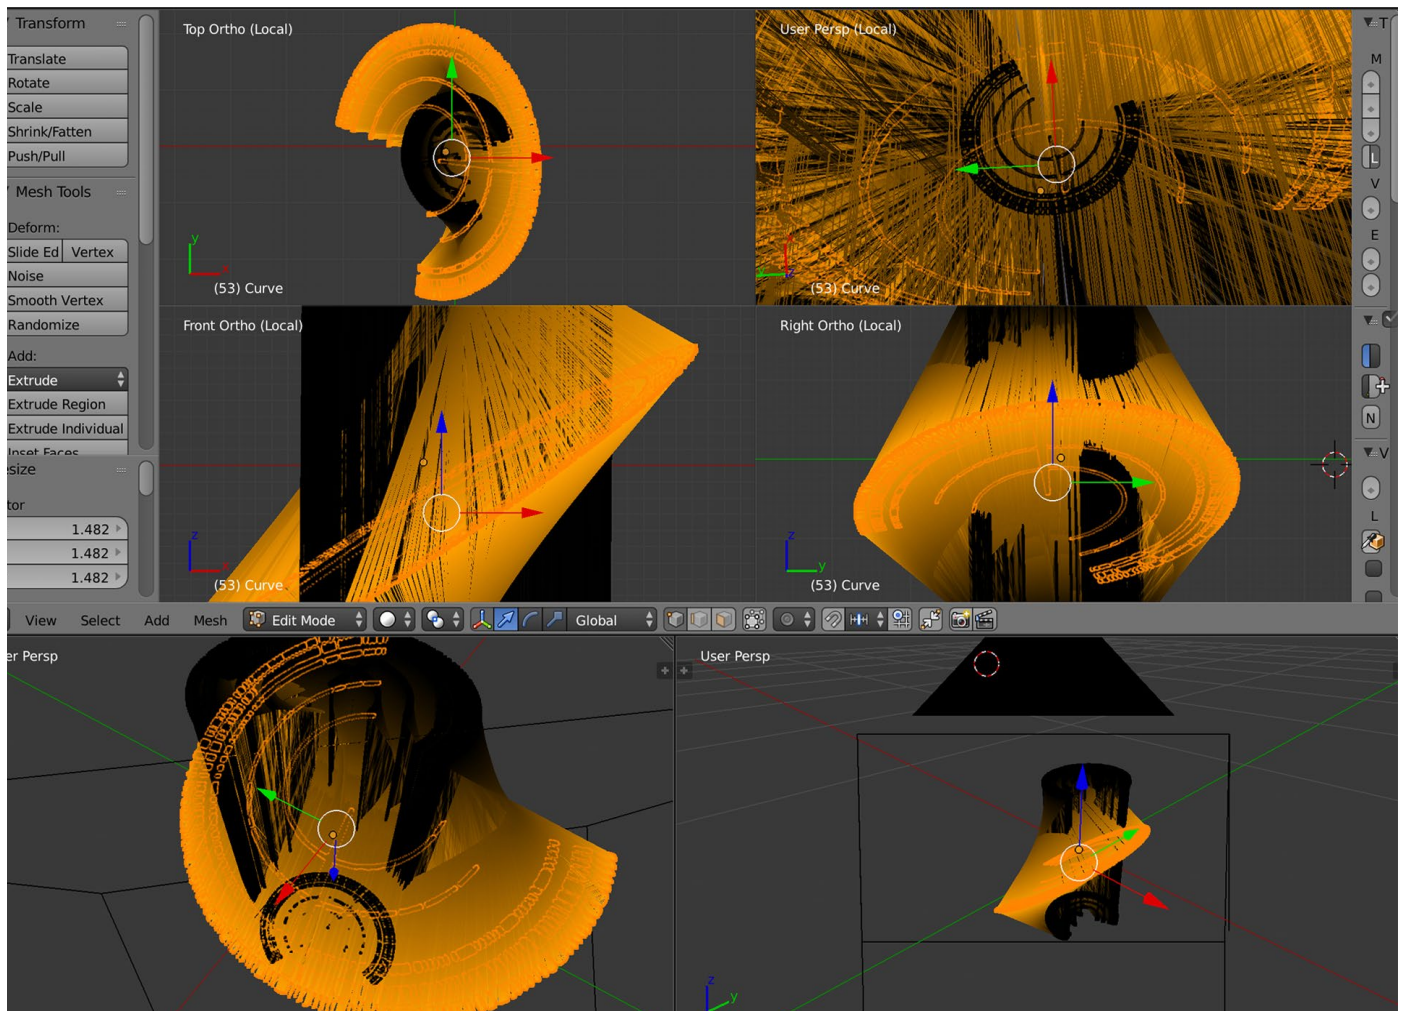 Transform
Translate
Rotate
Scale
Shrink/Fatten
Push/Pull
Mesh Tools
Deform:
Slide Ed Vertex
Noise
Smooth Vertex
Randomize
Add:
Extrude
Extrude Region
Extrude Individual
Inset Faces
esize
tor
1.482
1.482
1.482
Top Ortho (Local)
y
x
(53) Curve
User Persp (Local)
(53) Curve
Front Ortho (Local)
z
x
(53) Curve
Right Ortho (Local)
z
y
(53) Curve
T
M
L
V
E
N
V
L
View Select Add Mesh Edit Mode Global
er Persp
User Persp
z
y